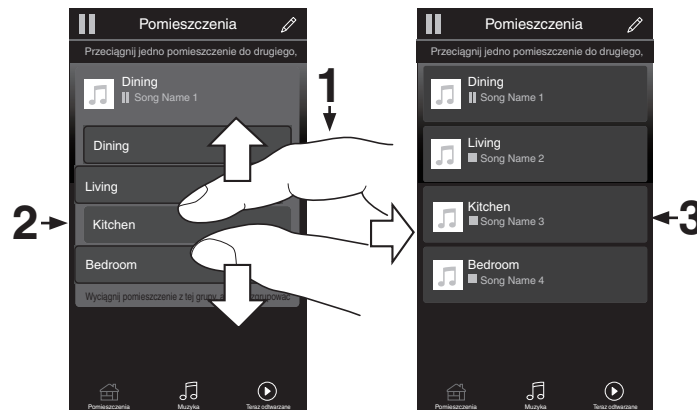 Pomieszczenia
Przeciągnij jedno pomieszczenie do drugiego,
Dining
Song Name 1
Dining
Living
Kitchen
Bedroom
Wyciągnij pomieszczenie z tej grupy,
Pomieszczenia
Muzyka
Teraz odtwarzane
1
2
Pomieszczenia
Przeciągnij jedno pomieszczenie do drugiego,
Dining
Song Name 1
Living
Song Name 2
Kitchen
Song Name 3
Bedroom
Song Name 4
Pomieszczenia
Muzyka
Teraz odtwarzane
3